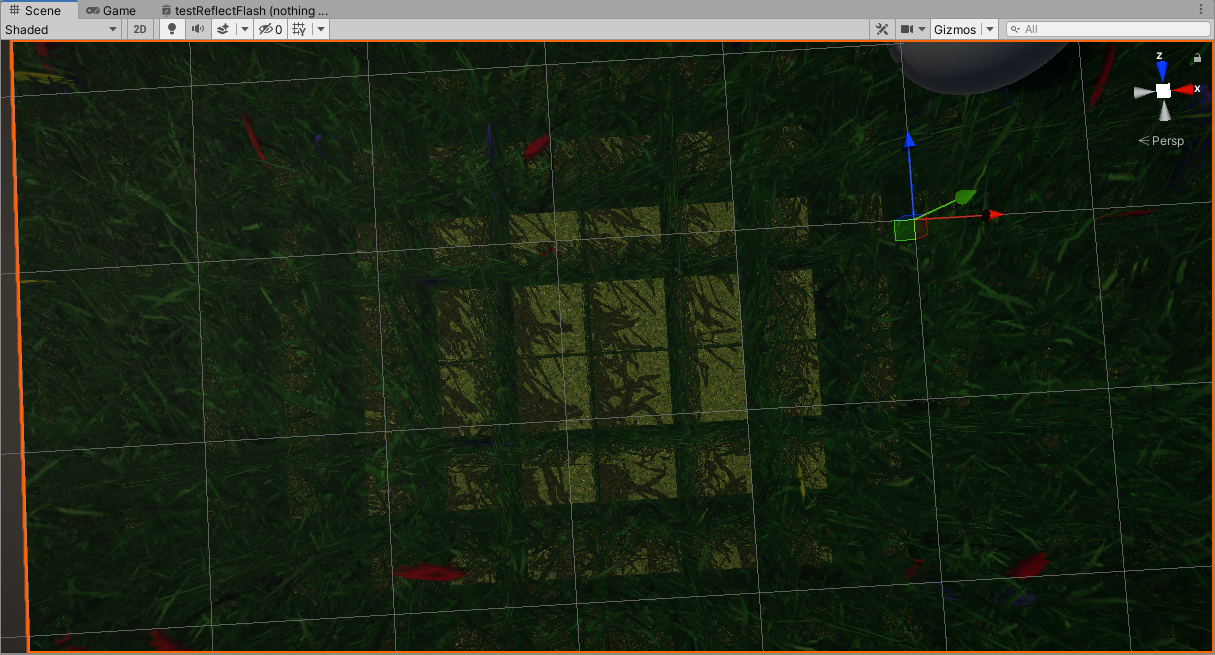 Scene Game testReflectFlash (nothing ...
Shaded 2D 0 Gizmos All
z
x
Persp